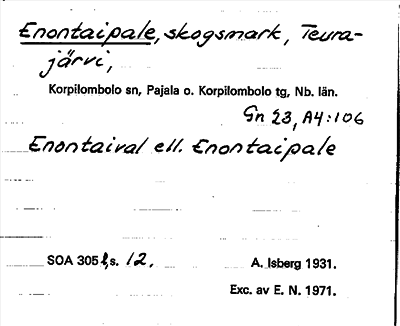 Enontaipale, skogsmark, Teura-
järvi,
Korpilombolo sn, Pajala o. Korpilombolo tg, Nb. län.
Gn 23, A4:106
Enontaival ell. Enontaipale
SOA 305 l, s. 12. A. Isberg 1931.
Exc. av E. N. 1971.